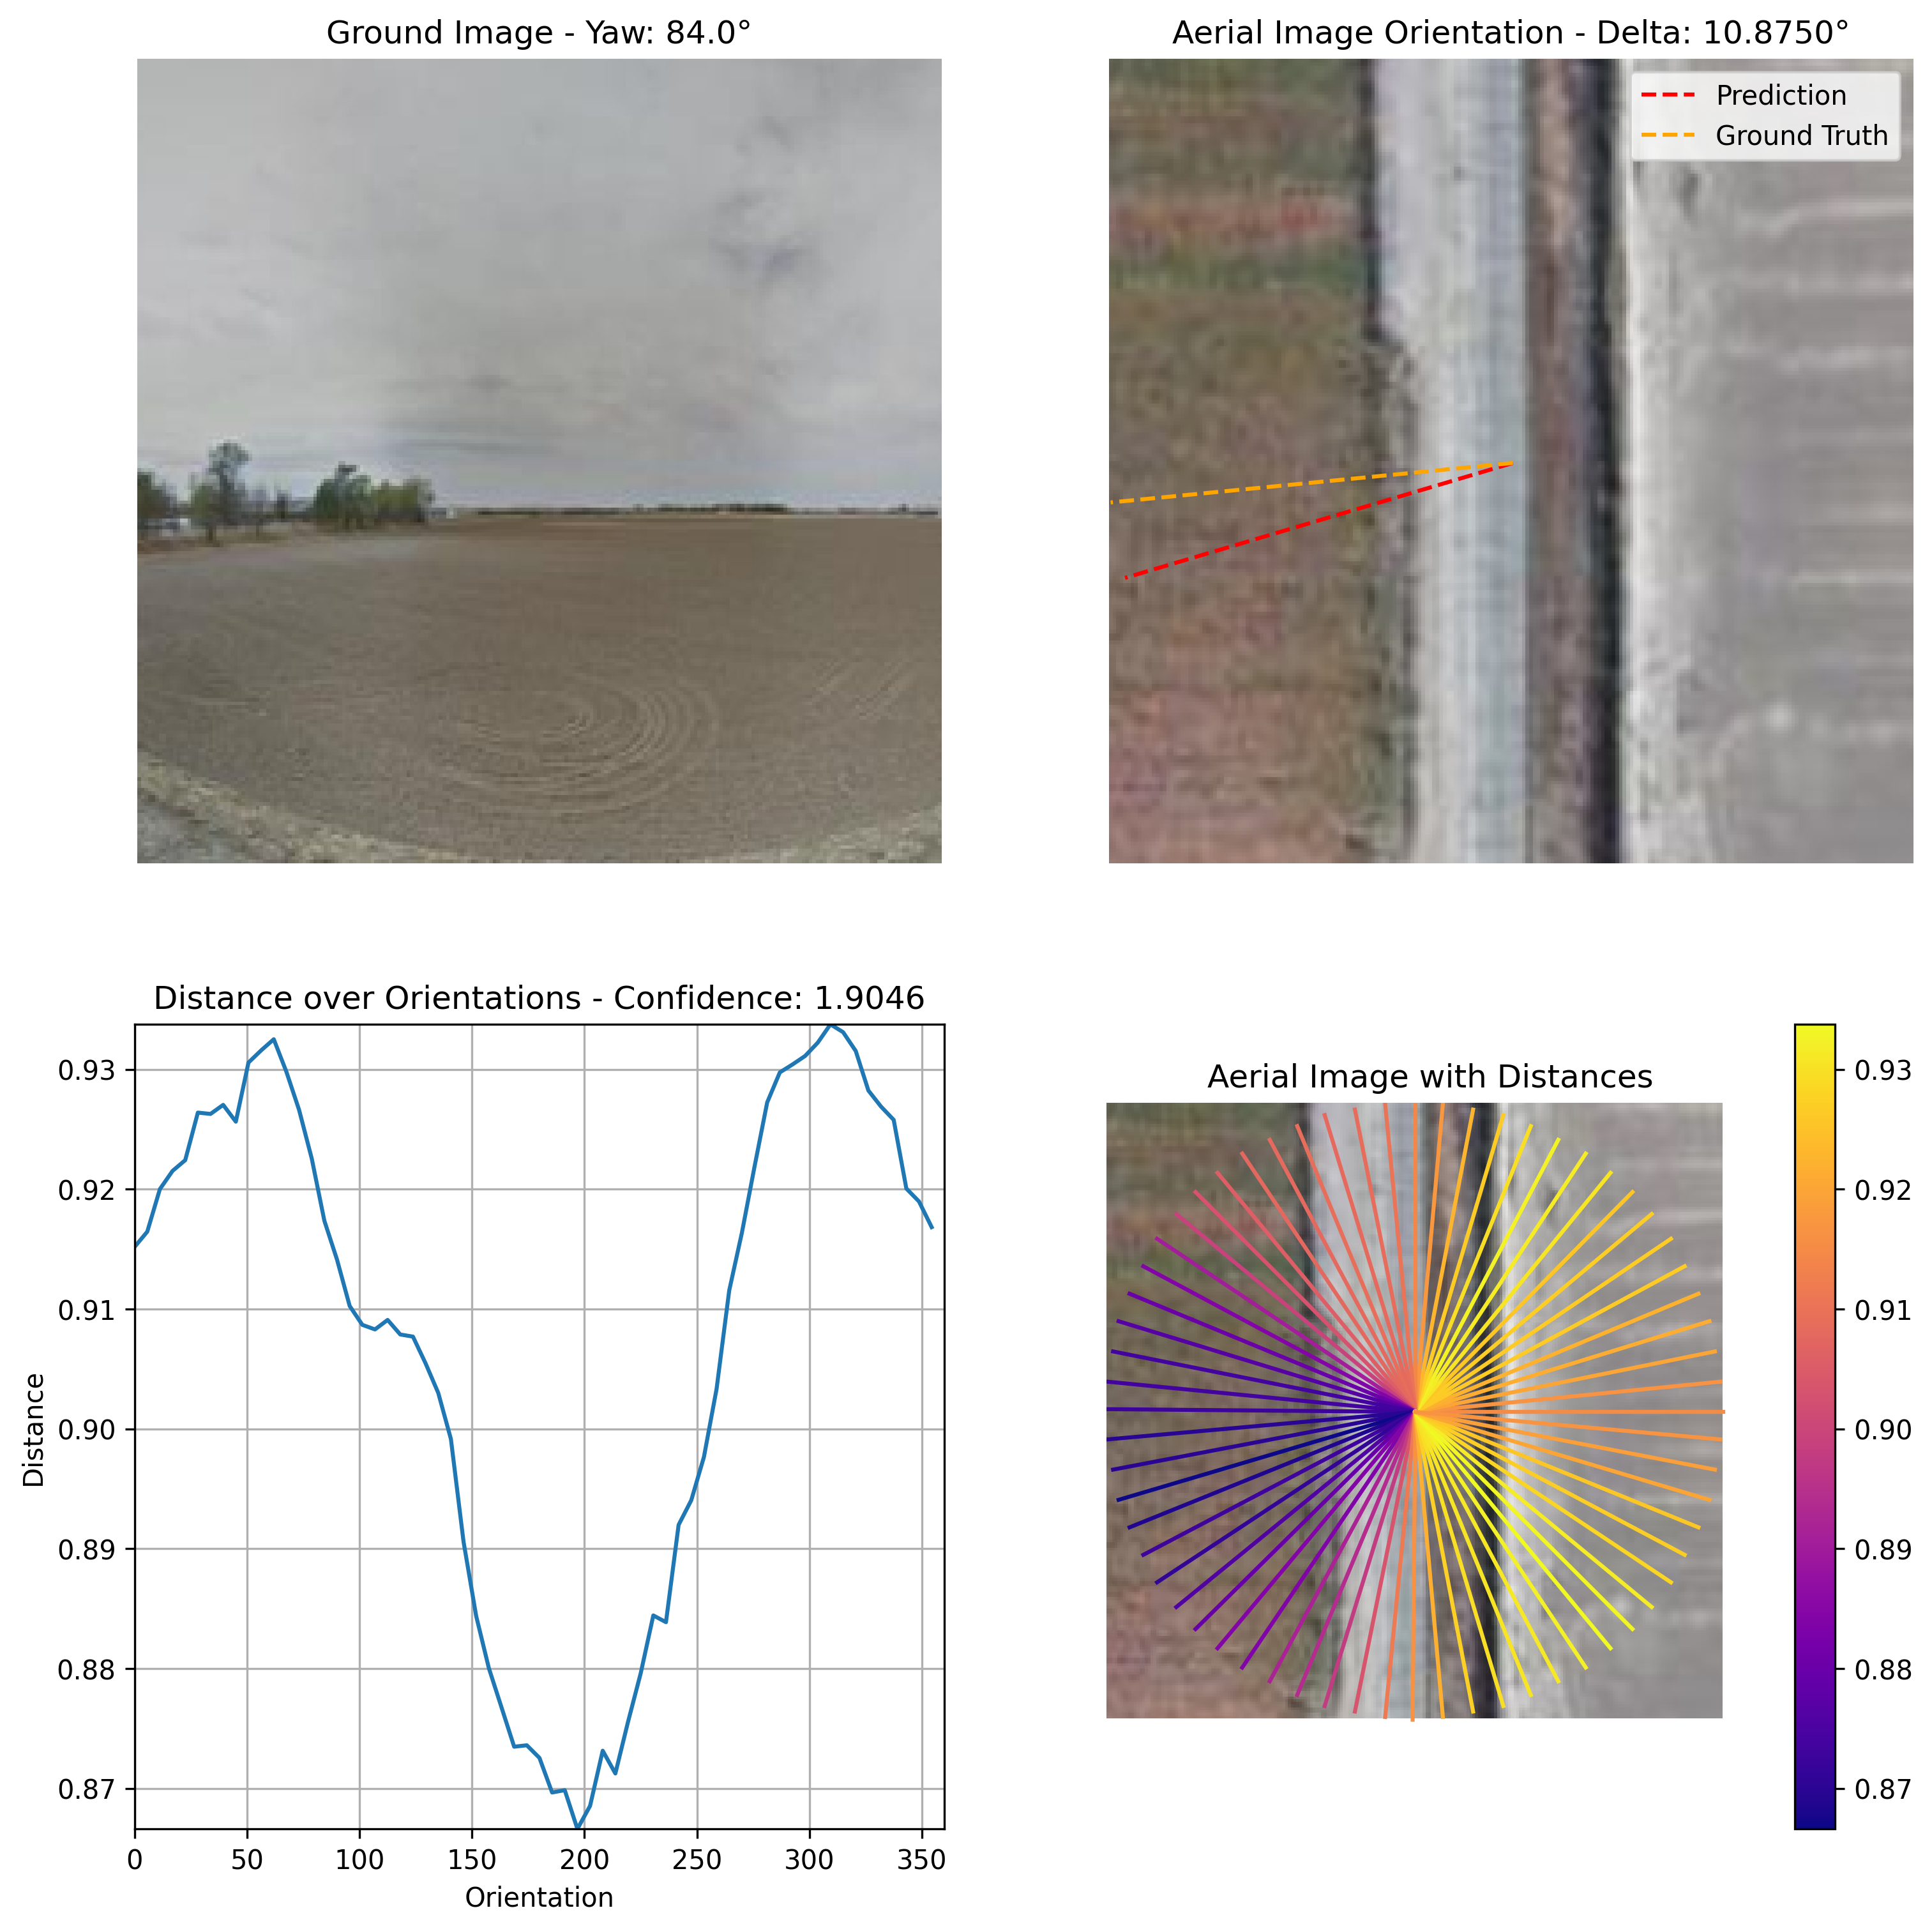 Ground Image - Yaw: 84.0°
Aerial Image Orientation - Delta: 10.8750°
Prediction
Ground Truth
Distance over Orientations - Confidence: 1.9046
0.93
0.92
0.91
0.90
0.89
0.88
0.87
Distance
0
50
100
150
200
250
300
350
Orientation
Aerial Image with Distances
0.93
0.92
0.91
0.90
0.89
0.88
0.87